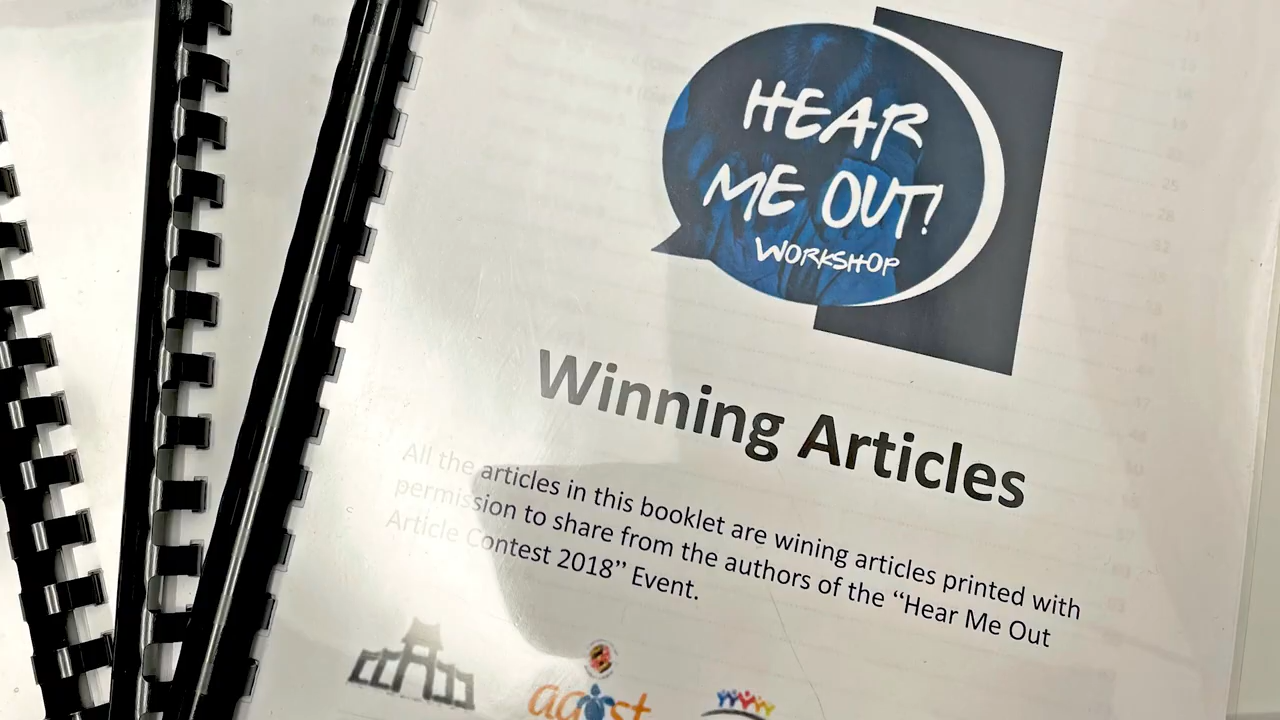 HEAR
ME OUT!
WORKSHOP
Winning Articles
All the articles in this booklet are wining articles printed with
permission to share from the authors of the “Hear Me Out
Article Contest 2018” Event.